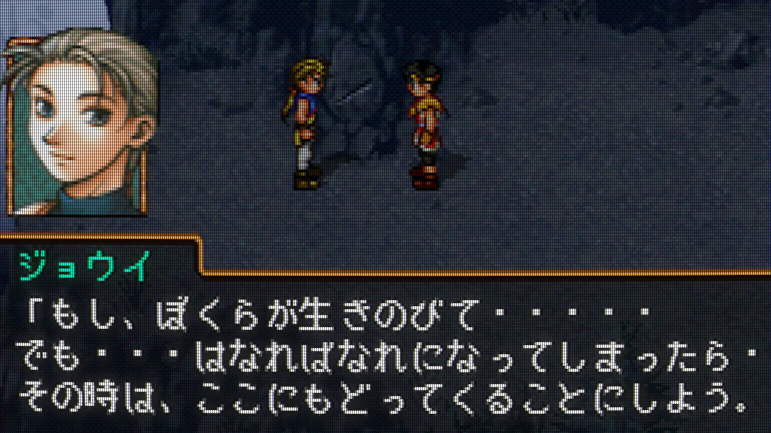 ジョウイ
「もし、ぼくらが生きのびて・・・・・
でも・・・はなればなれになってしまったら・
その時は、ここにもどってくることにしよう。